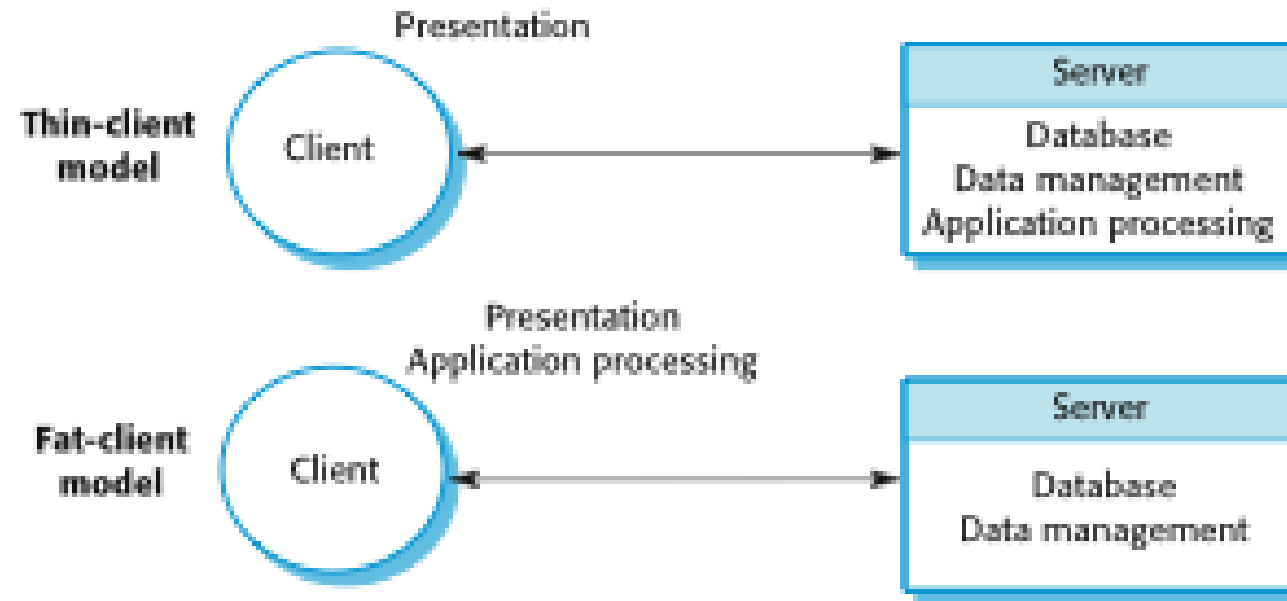 Presentation
Thin-client
model
Client
Server
Database
Data management
Application processing
Presentation
Application processing
Fat-client
model
Client
Server
Database
Data management